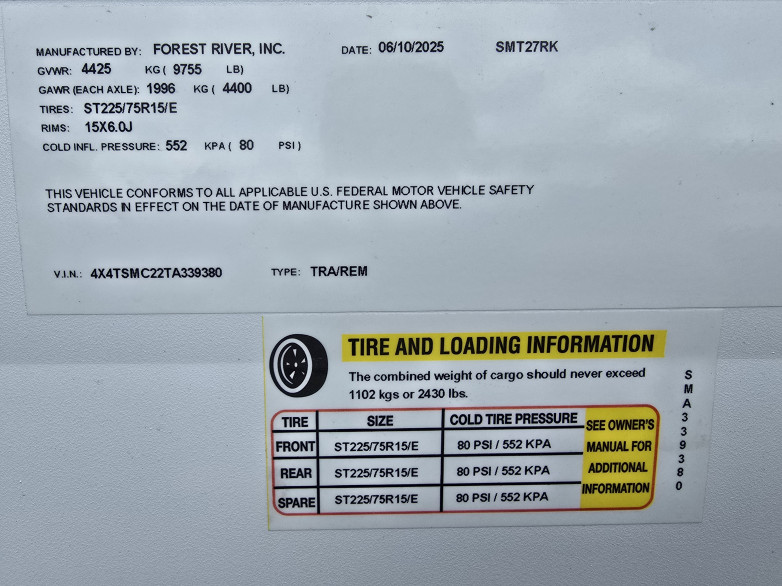 MANUFACTURED BY: FOREST RIVER, INC. DATE: 06/10/2025 SMT27RK
GVWR: 4425 KG ( 9755 LB)
GAWR (EACH AXLE): 1996 KG ( 4400 LB)
TIRES: ST225/75R15/E
RIMS: 15X6.0J
COLD INFL. PRESSURE: 552 KPA ( 80 PSI )
THIS VEHICLE CONFORMS TO ALL APPLICABLE U.S. FEDERAL MOTOR VEHICLE SAFETY
STANDARDS IN EFFECT ON THE DATE OF MANUFACTURE SHOWN ABOVE.
V.I.N.: 4X4TSMC22TA339380 TYPE: TRA/REM
TIRE AND LOADING INFORMATION
The combined weight of cargo should never exceed
1102 kgs or 2430 lbs.
TIRE SIZE COLD TIRE PRESSURE
FRONT ST225/75R15/E 80 PSI / 552 KPA
REAR ST225/75R15/E 80 PSI / 552 KPA
SPARE ST225/75R15/E 80 PSI / 552 KPA
SEE OWNER'S
MANUAL FOR
ADDITIONAL
INFORMATION
SMA339380